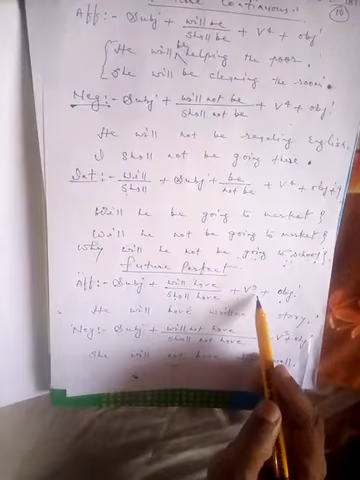 Future Continuous.
(16)
Aff:- Subj + will be / shall be + V4 + obj.
He will be helping the poor.
She will be cleaning the room.
Neg:- Subj + will not be / shall not be + V4 + obj.
He will not be reading English.
I shall not be going there.
Int:- will / shall + Subj + be / not be + V4 + obj + ?
Will he be going to market?
Will he not be going to market?
Why will he not be going to school?
Future Perfect
Aff:- Subj + will have / shall have + V3 + obj.
He will have written story.
Neg:- Subj + will not have / shall not have V3 + obj
She will not have